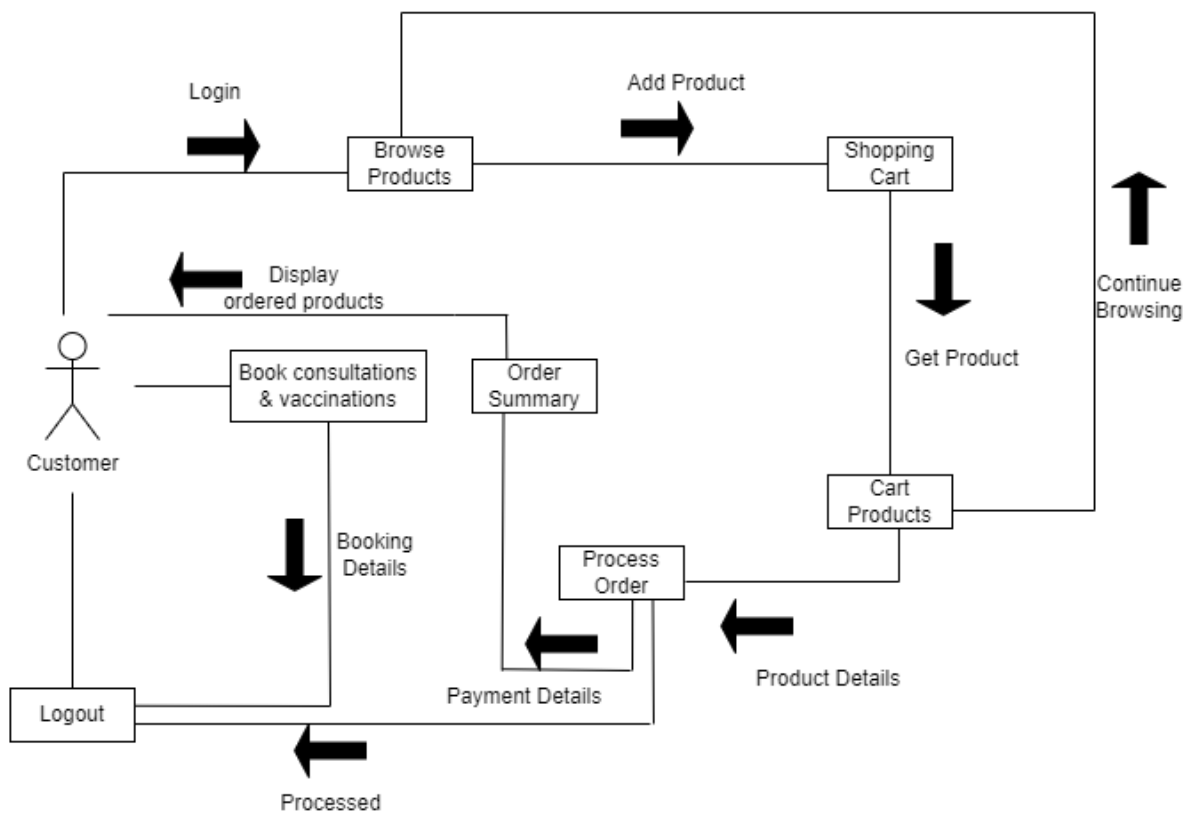 Login
Add Product
Browse
Products
Shopping
Cart
Display
ordered products
Continue
Browsing
Book consultations
& vaccinations
Order
Summary
Get Product
Customer
Cart
Products
Booking
Details
Process
Order
Payment Details
Product Details
Logout
Processed